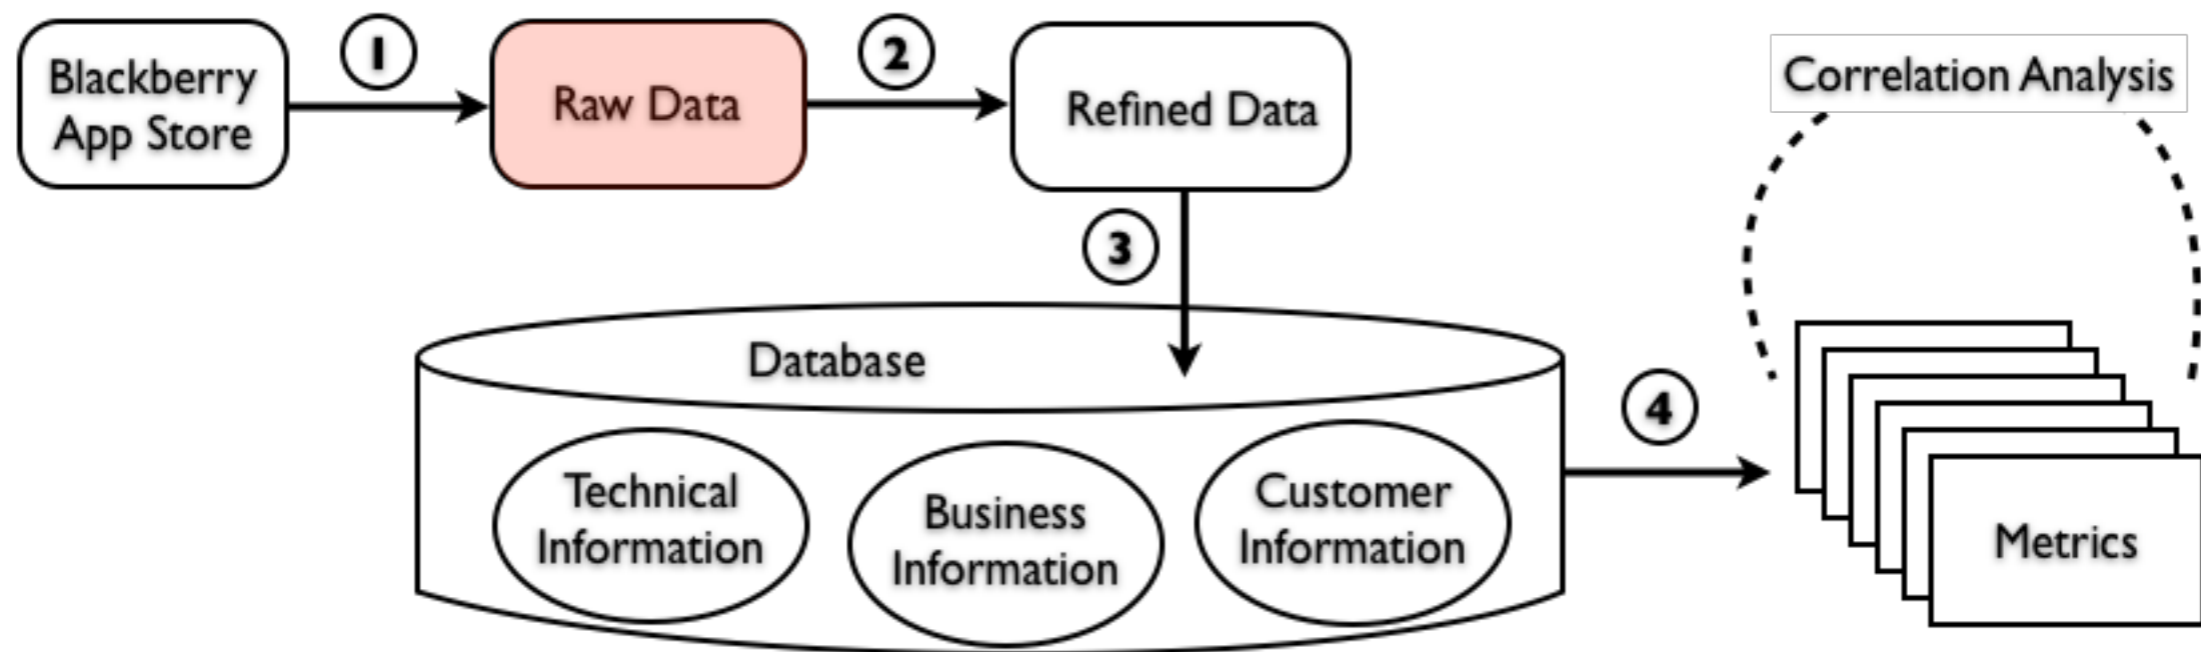 Blackberry
App Store
1
Raw Data
2
Refined Data
Correlation Analysis
3
Database
4
Technical
Information
Business
Information
Customer
Information
Metrics